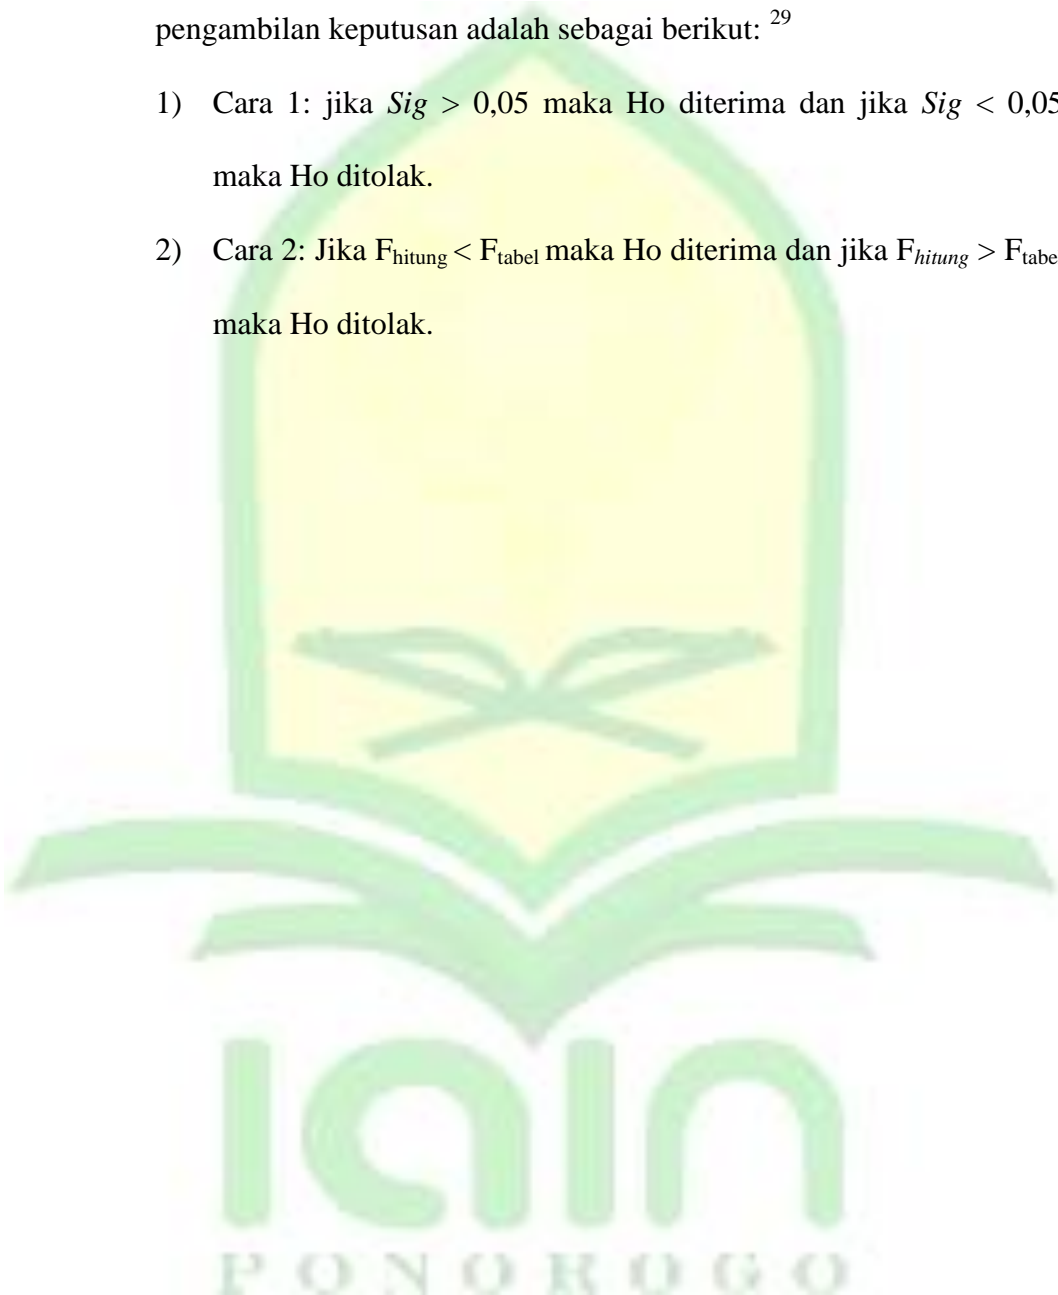 pengambilan keputusan adalah sebagai berikut: 29
1) Cara 1: jika Sig > 0,05 maka Ho diterima dan jika Sig < 0,05
maka Ho ditolak.
2) Cara 2: Jika Fhitung < Ftabel maka Ho diterima dan jika Fhitung > Ftabe
maka Ho ditolak.
iain
PONOROGO